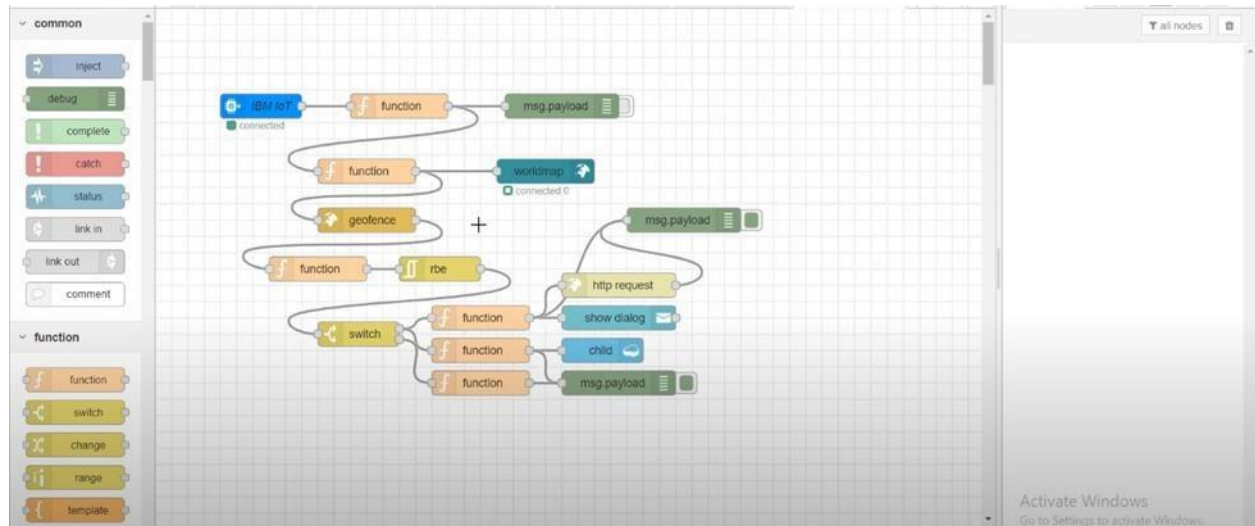 common
inject
debug
complete
catch
status
link in
link out
comment
function
function
switch
change
range
template
IBM IoT
connected
function
msg.payload
function
worldmap
connected 0
geofence
msg.payload
function
rbe
http request
function
show dialog
switch
function
child
function
msg.payload
all nodes
Activate Windows
Go to Settings to activate Windows.